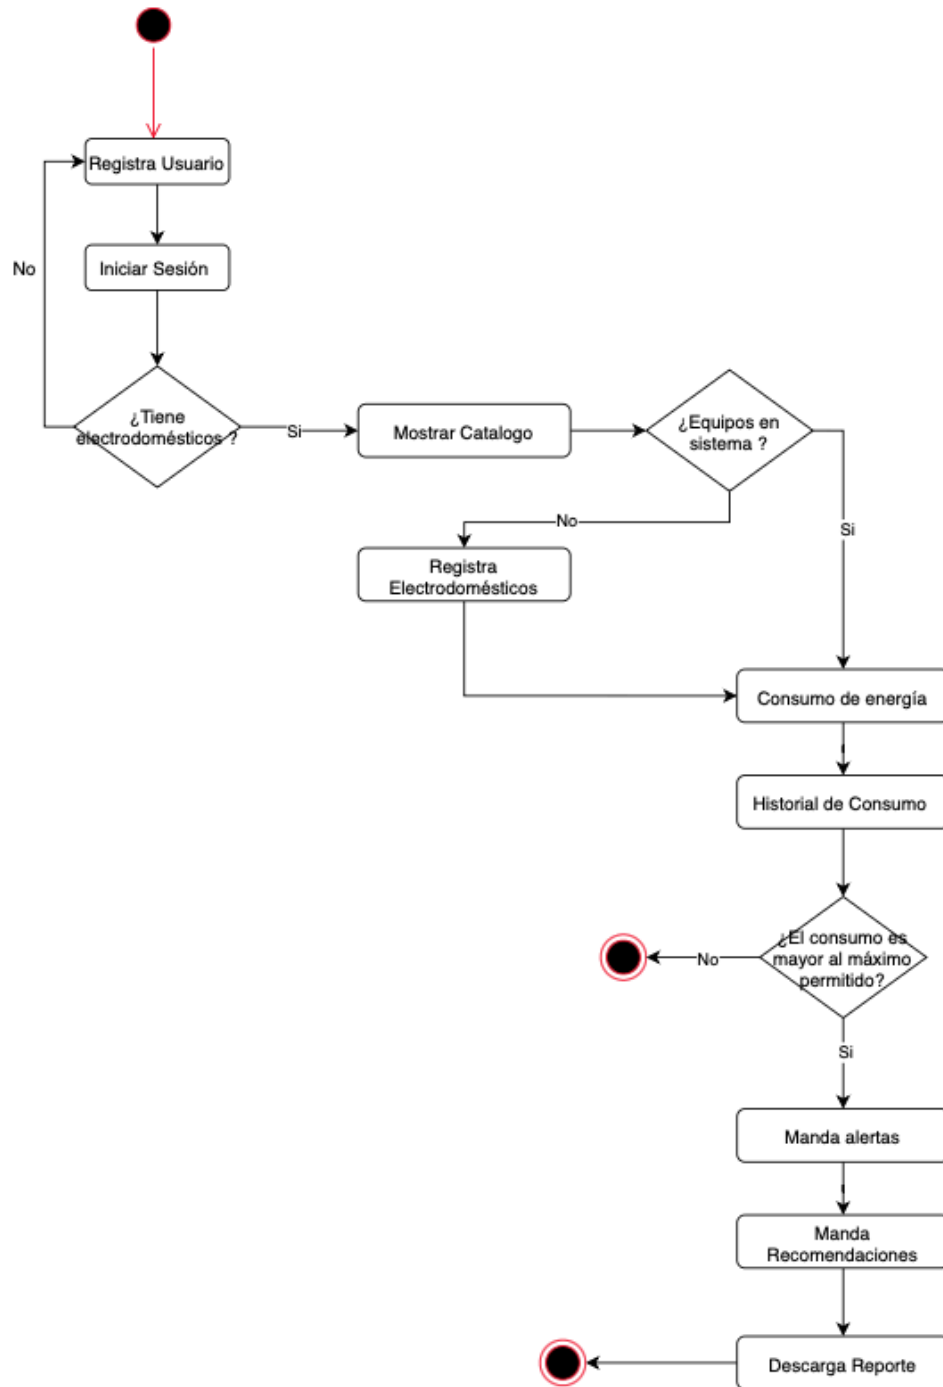 Registra Usuario
No
Iniciar Sesión
¿Tiene
electrodomésticos ?
Si
Mostrar Catalogo
¿Equipos en
sistema ?
No
Si
Registra
Electrodomésticos
Consumo de energía
Historial de Consumo
¿El consumo es
mayor al máximo
permitido?
No
Si
Manda alertas
Manda
Recomendaciones
Descarga Reporte